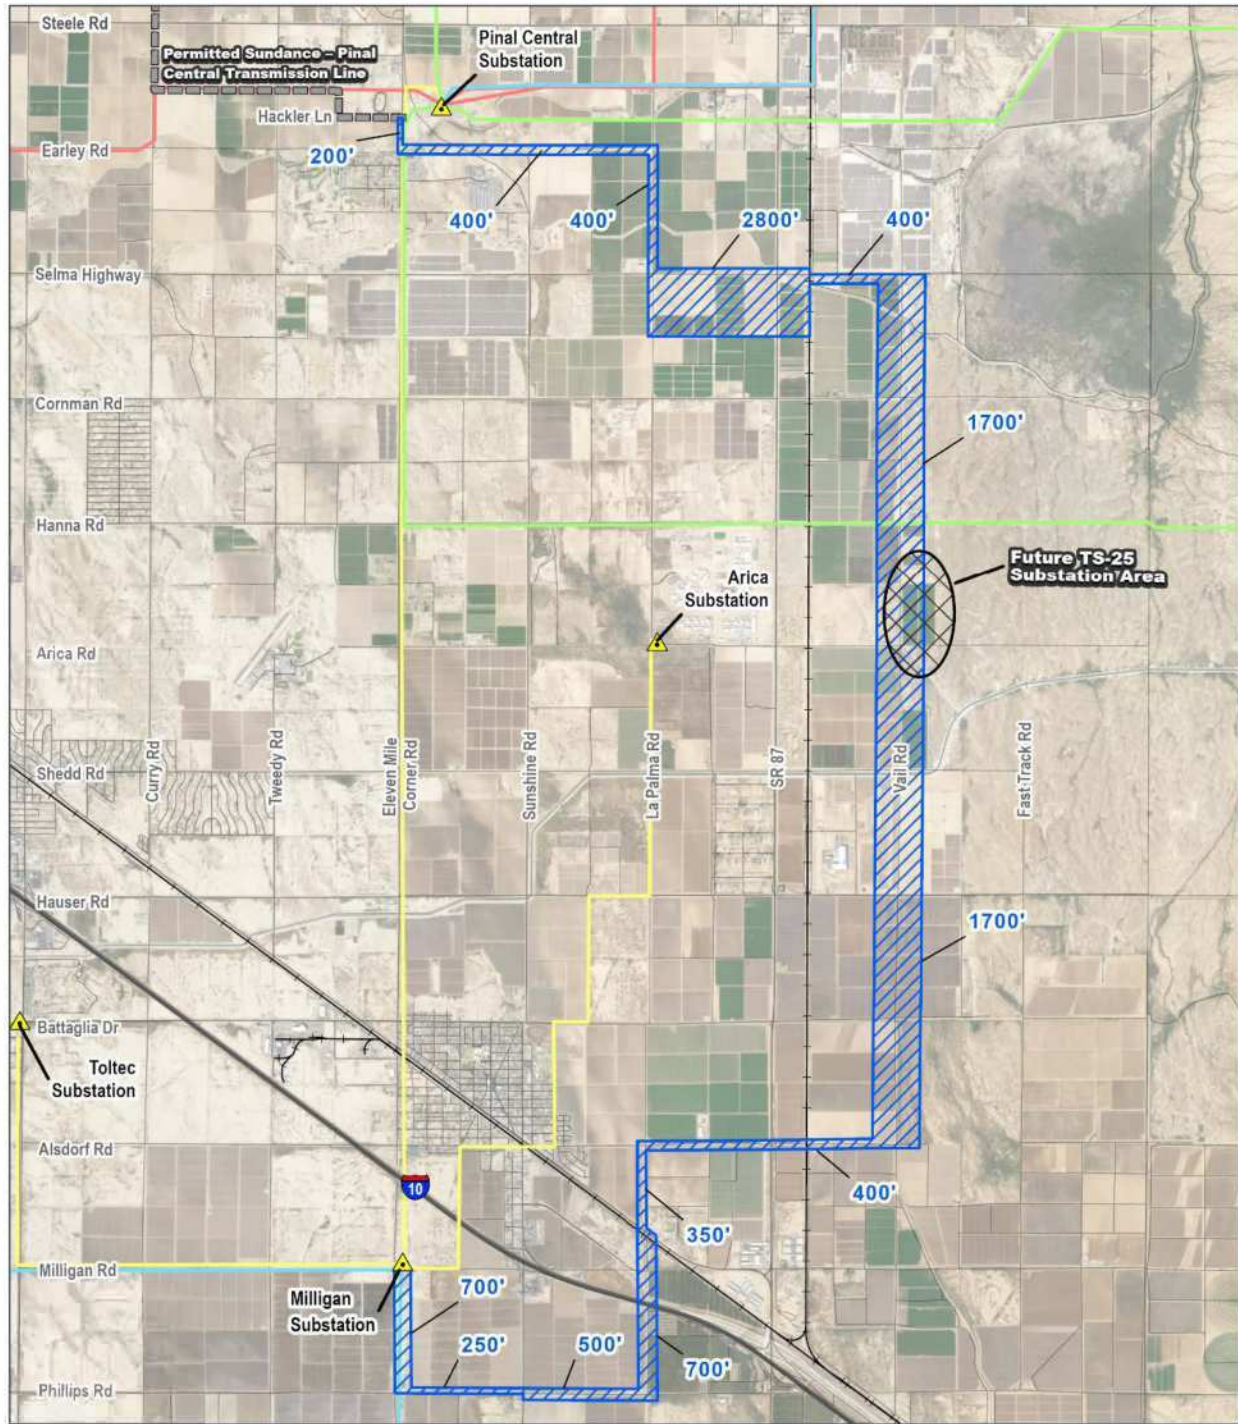 Steele Rd
Permitted Sundance – Pinal
Central Transmission Line
Pinal Central
Substation
Hackler Ln
Earley Rd
200'
400'
400'
2800'
400'
Selma Highway
Cornman Rd
1700'
Hanna Rd
Future TS-25
Substation Area
Arica
Substation
Arica Rd
Curry Rd
Tweedy Rd
Eleven Mile
Corner Rd
Sunshine Rd
La Palma Rd
SR 87
Vail Rd
Fast-Track Rd
Shedd Rd
Hauser Rd
1700'
Battaglia Dr
Toltec
Substation
Alsdorf Rd
10
400'
350'
Milligan Rd
Milligan
Substation
700'
250'
500'
700'
Phillips Rd